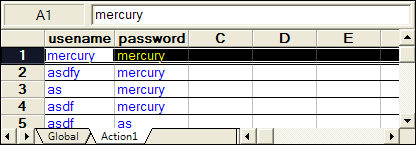 A1 mercury
usename password C D E
1 mercury mercury
2 asdfy mercury
3 as mercury
4 asdf mercury
5 asdf as
Global Action1